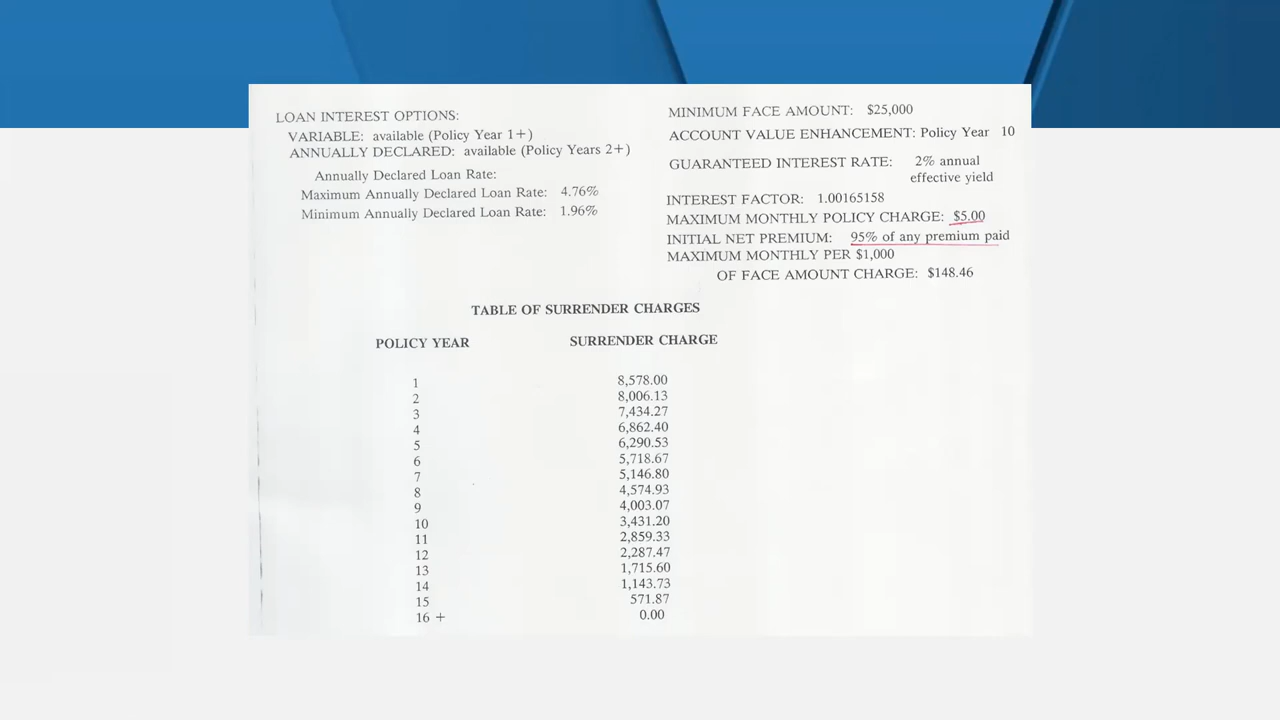 LOAN INTEREST OPTIONS:
VARIABLE: available (Policy Year 1+)
ANNUALLY DECLARED: available (Policy Years 2+)
Annually Declared Loan Rate:
Maximum Annually Declared Loan Rate: 4.76%
Minimum Annually Declared Loan Rate: 1.96%
MINIMUM FACE AMOUNT: $25,000
ACCOUNT VALUE ENHANCEMENT: Policy Year 10
GUARANTEED INTEREST RATE: 2% annual
effective yield
INTEREST FACTOR: 1.00165158
MAXIMUM MONTHLY POLICY CHARGE: $5.00
INITIAL NET PREMIUM: 95% of any premium paid
MAXIMUM MONTHLY PER $1,000
OF FACE AMOUNT CHARGE: $148.46
TABLE OF SURRENDER CHARGES
POLICY YEAR SURRENDER CHARGE
1 8,578.00
2 8,006.13
3 7,434.27
4 6,862.40
5 6,290.53
6 5,718.67
7 5,146.80
8 4,574.93
9 4,003.07
10 3,431.20
11 2,859.33
12 2,287.47
13 1,715.60
14 1,143.73
15 571.87
16 + 0.00